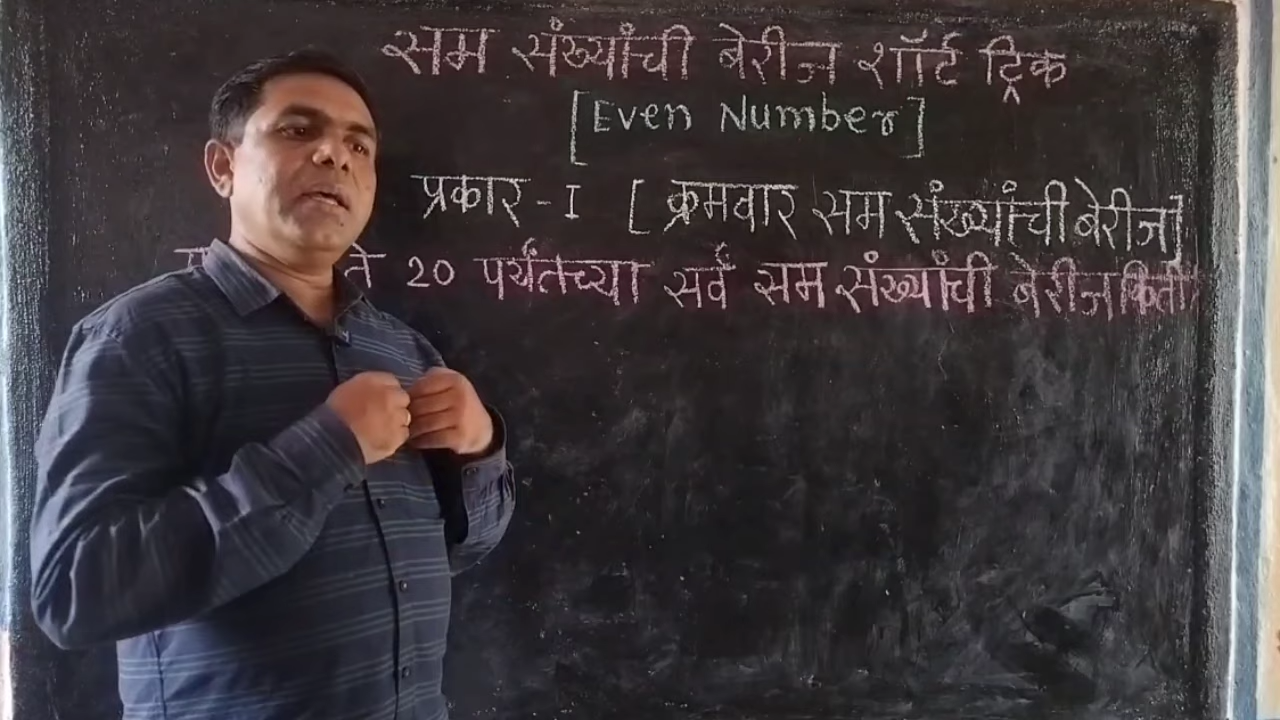 सम संख्यांची बेरीज शॉर्ट ट्रिक
[Even Number]
प्रकार - I [ क्रमवार सम संख्यांची बेरीज]
ते 20 पर्यंतच्या सर्व सम संख्यांची बेरीज किती